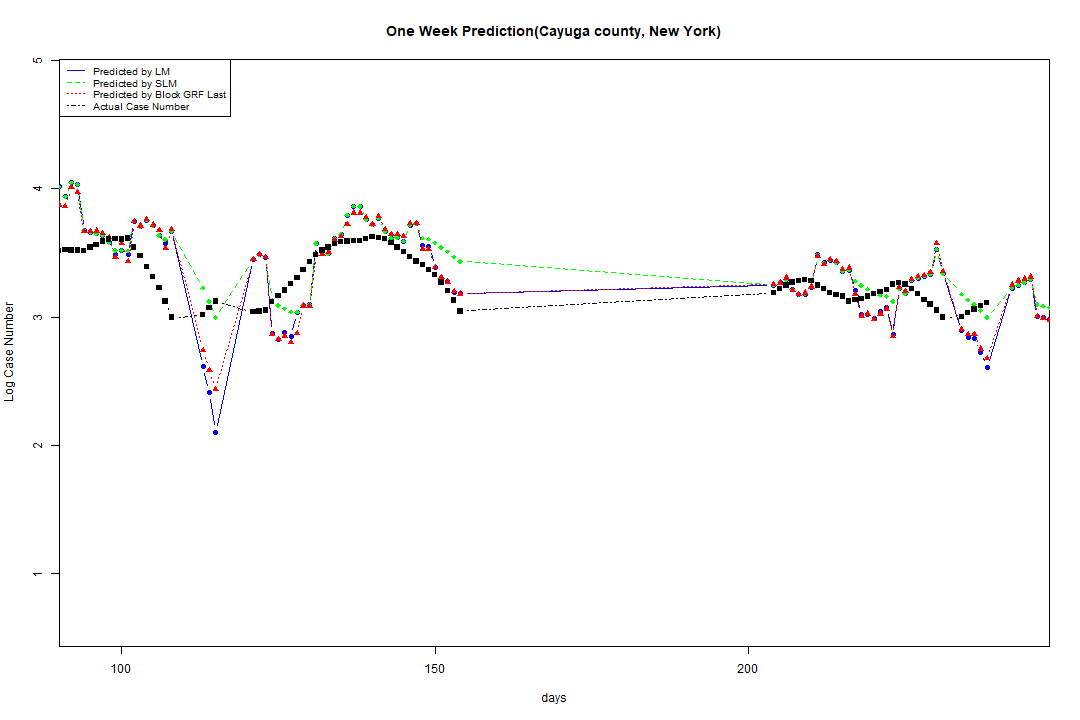 One Week Prediction(Cayuga county, New York)
Predicted by LM
Predicted by SLM
Predicted by Block GRF Last
Actual Case Number
5
4
3
2
1
Log Case Number
100
150
200
days